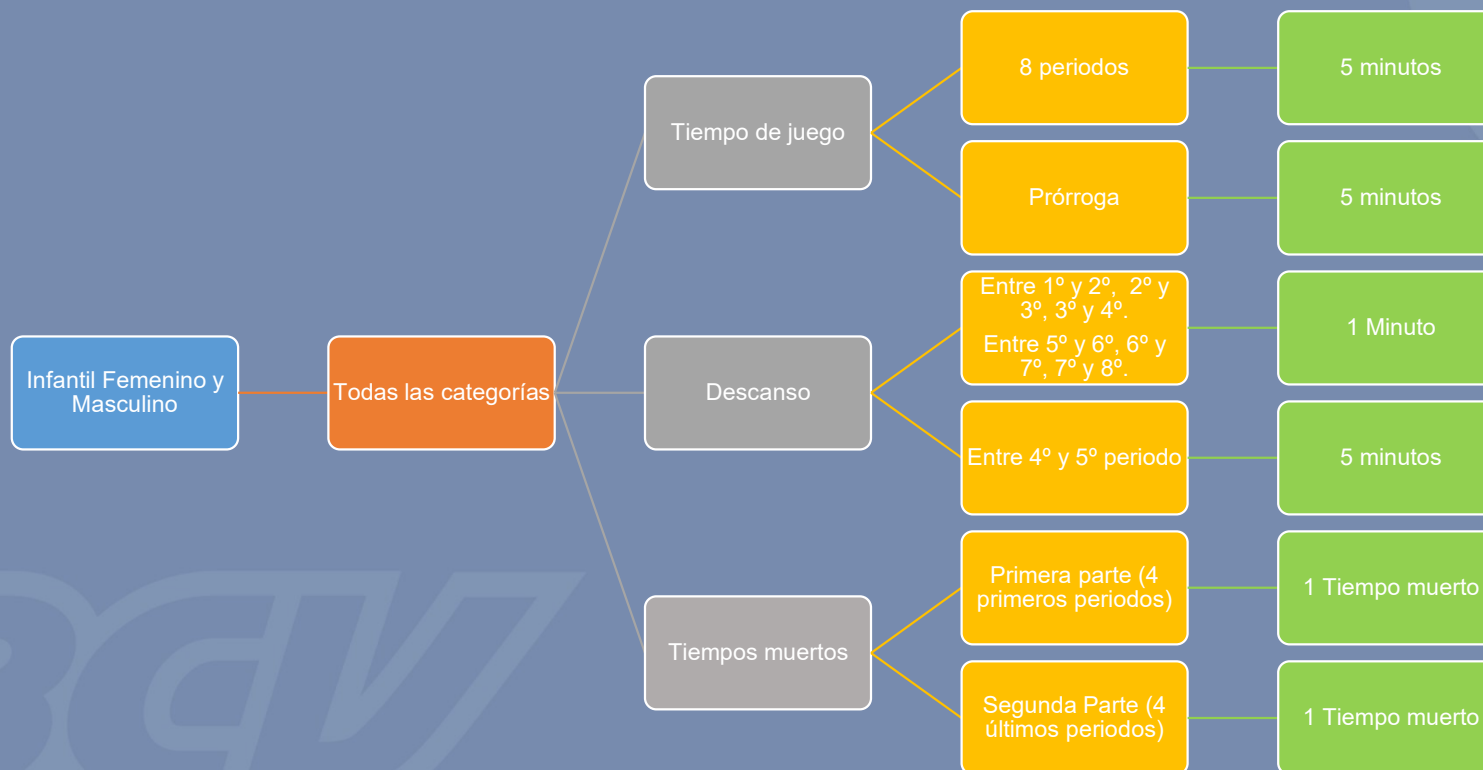 Infantil Femenino y
Masculino
Todas las categorías
Tiempo de juego
8 periodos
5 minutos
Prórroga
5 minutos
Descanso
Entre 1º y 2º, 2º y
3º, 3º y 4º.
Entre 5º y 6º, 6º y
7º, 7º y 8º.
1 Minuto
Entre 4º y 5º periodo
5 minutos
Tiempos muertos
Primera parte (4
primeros periodos)
1 Tiempo muerto
Segunda Parte (4
últimos periodos)
1 Tiempo muerto